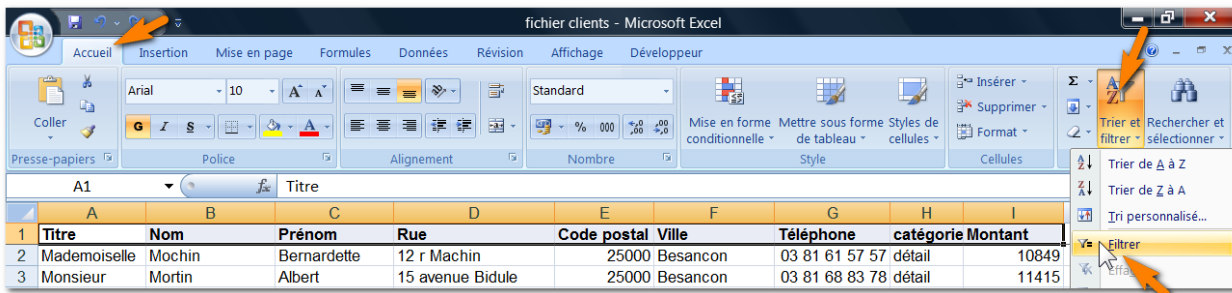 fichier clients - Microsoft Excel
Accueil Insertion Mise en page Formules Données Révision Affichage Développeur
Arial 10 A A Standard Insérer Σ
Supprimer
Coller G I S A % 000 Mise en forme conditionnelle Mettre sous forme de tableau Styles de cellules Format Trier et filtrer Rechercher et sélectionner
Presse-papiers Police Alignement Nombre Style Cellules
A1 fx Titre
Trier de A à Z
Trier de Z à A
Tri personnalisé...
Filtrer
A B C D E F G H I
1 Titre Nom Prénom Rue Code postal Ville Téléphone catégorie Montant
2 Mademoiselle Mochin Bernardette 12 r Machin 25000 Besancon 03 81 61 57 57 détail 10849
3 Monsieur Mortin Albert 15 avenue Bidule 25000 Besancon 03 81 68 83 78 détail 11415